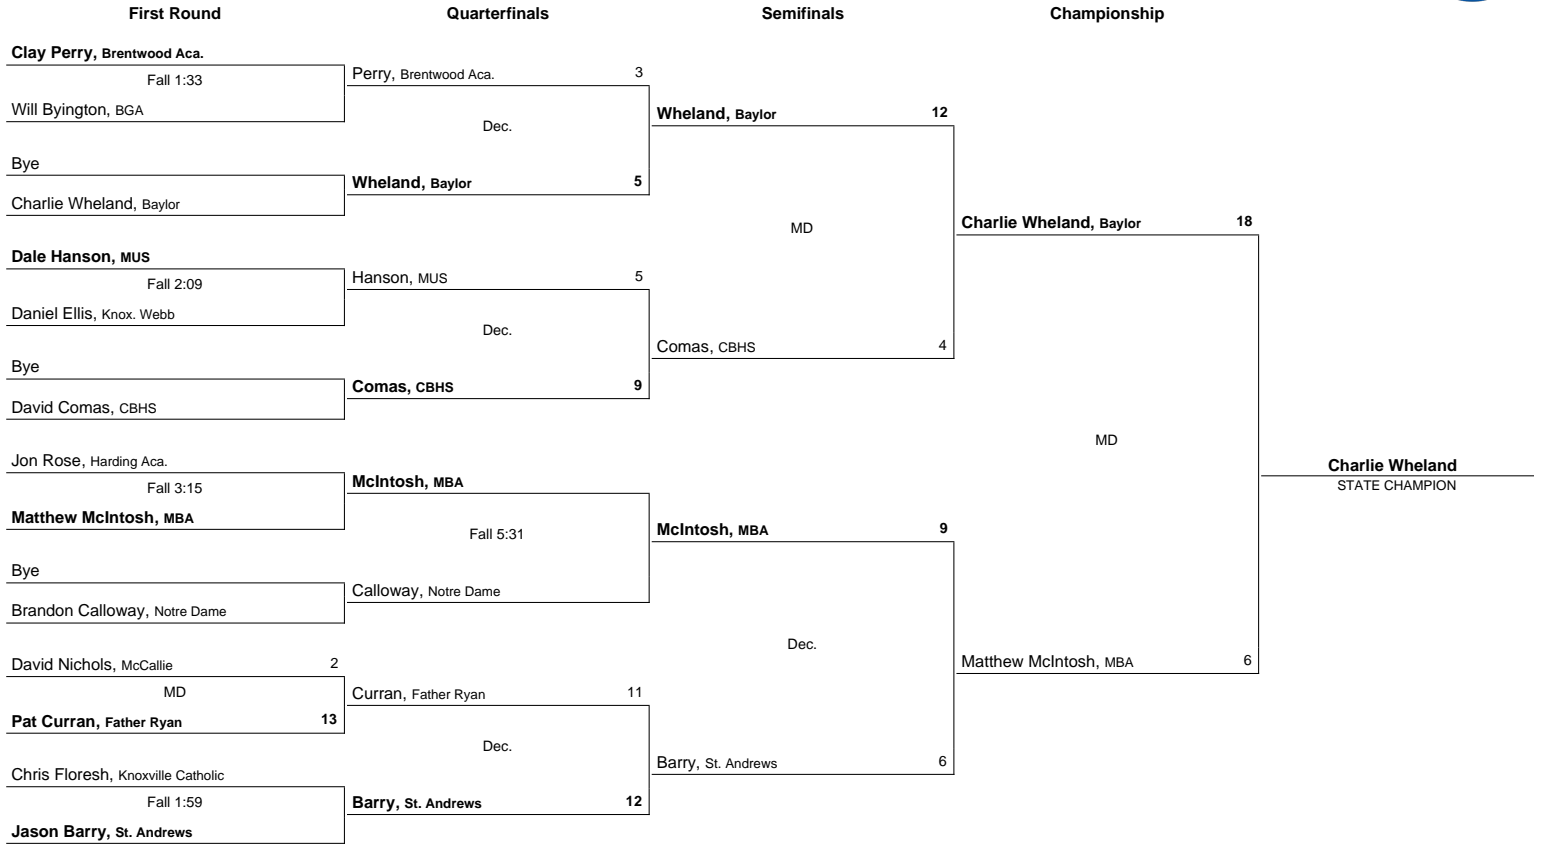 First Round
Quarterfinals
Semifinals
Championship
Clay Perry, Brentwood Aca.
Fall 1:33
Will Byington, BGA
Bye
Charlie Wheland, Baylor
Dale Hanson, MUS
Fall 2:09
Daniel Ellis, Knox. Webb
Bye
David Comas, CBHS
Jon Rose, Harding Aca.
Fall 3:15
Matthew McIntosh, MBA
Bye
Brandon Calloway, Notre Dame
David Nichols, McCallie 2
MD
Pat Curran, Father Ryan 13
Chris Floresh, Knoxville Catholic
Fall 1:59
Jason Barry, St. Andrews
Perry, Brentwood Aca. 3
Dec.
Wheland, Baylor 5
Hanson, MUS 5
Dec.
Comas, CBHS 9
McIntosh, MBA
Fall 5:31
Calloway, Notre Dame
Curran, Father Ryan 11
Dec.
Barry, St. Andrews 12
Wheland, Baylor 12
MD
Comas, CBHS 4
McIntosh, MBA 9
Dec.
Barry, St. Andrews 6
Charlie Wheland, Baylor 18
MD
Matthew McIntosh, MBA 6
Charlie Wheland
STATE CHAMPION